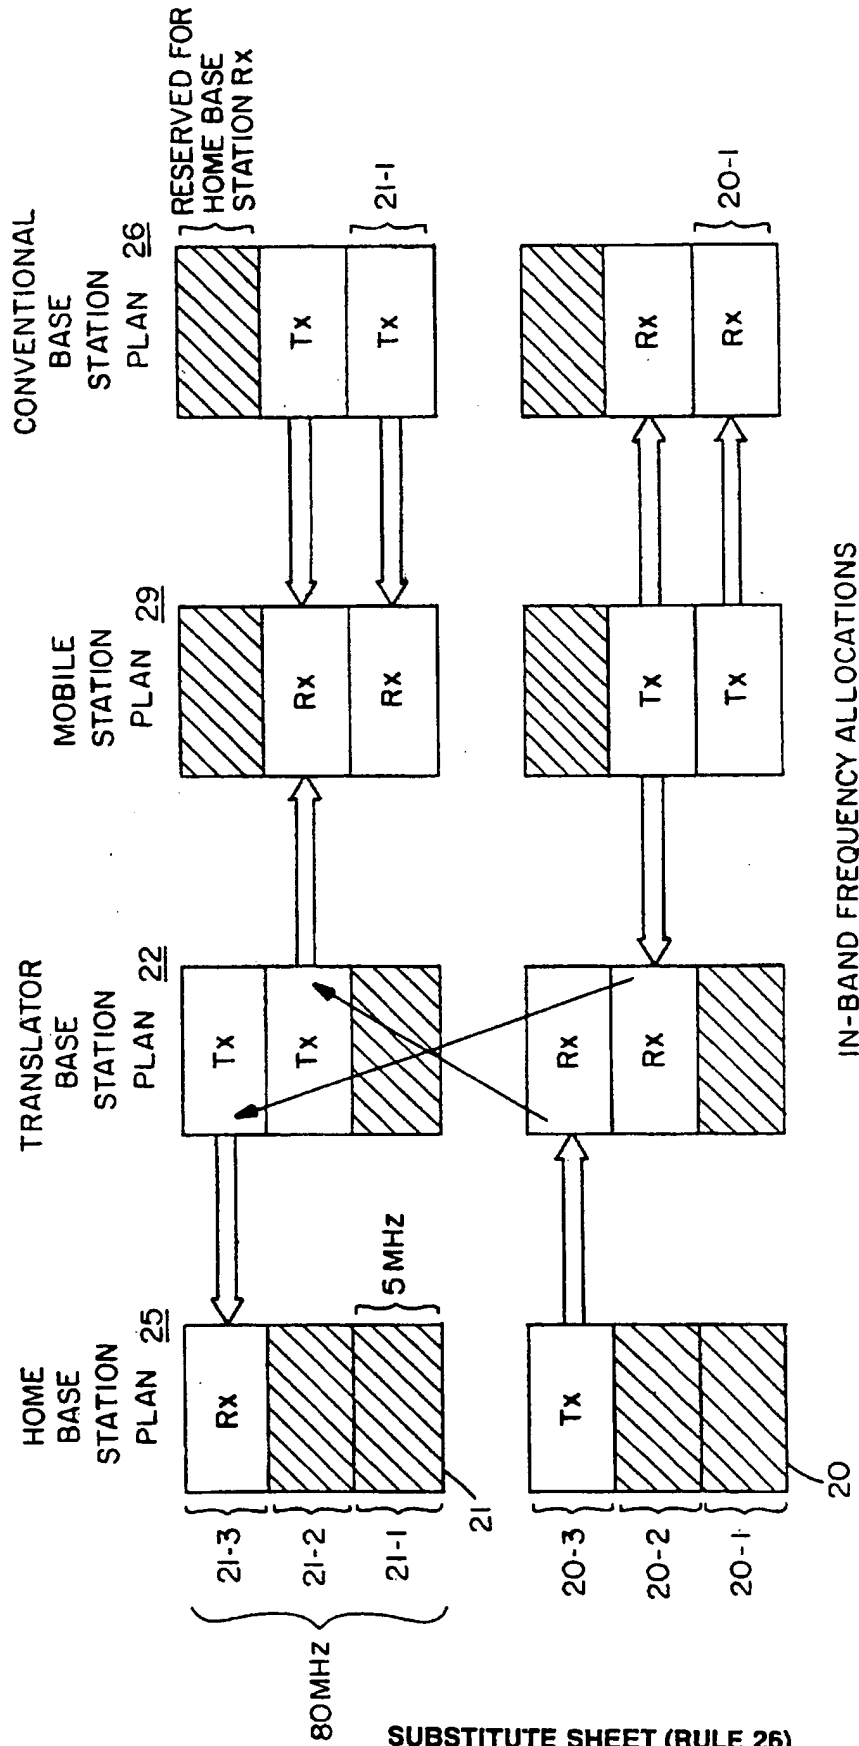 HOME
BASE
STATION
PLAN 25
TRANSLATOR
BASE
STATION
PLAN 22
MOBILE
STATION
PLAN 29
CONVENTIONAL
BASE
STATION
PLAN 26
RESERVED FOR
HOME BASE
STATION Rx
80MHZ
21-3
21-2
21-1
Rx
5 MHZ
21
Tx
Tx
Rx
Rx
Tx
Tx
21-1
20-3
20-2
20-1
Tx
20
Rx
Rx
Tx
Tx
Rx
Rx
20-1
IN-BAND FREQUENCY ALLOCATIONS
SUBSTITUTE SHEET (RULE 26)